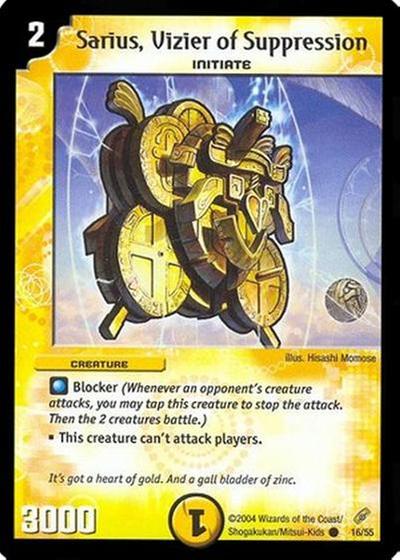 2
Sarius, Vizier of Suppression
INITIATE
illus. Hisashi Momose
CREATURE
Blocker (Whenever an opponent's creature
attacks, you may tap this creature to stop the attack.
Then the 2 creatures battle.)
▪ This creature can't attack players.
It's got a heart of gold. And a gall bladder of zinc.
3000
1
©2004 Wizards of the Coast/
Shogakukan/Mitsui-Kids ● 16/55